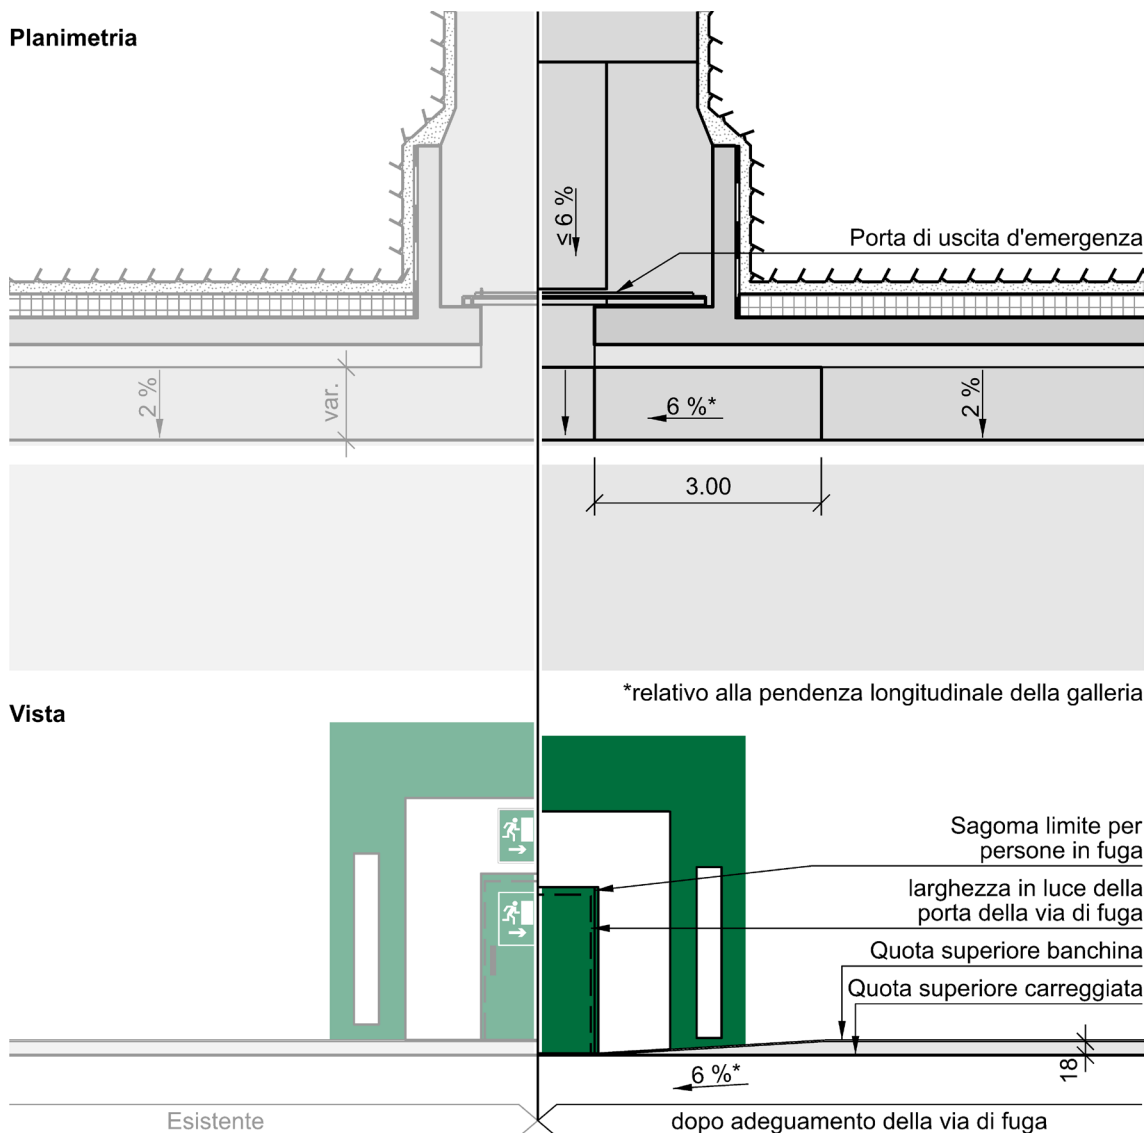 Planimetria
≤ 6 %
Porta di uscita d'emergenza
2 %
var.
6 %*
2 %
3.00
*relativo alla pendenza longitudinale della galleria
Vista
Sagoma limite per
persone in fuga
larghezza in luce della
porta della via di fuga
Quota superiore banchina
Quota superiore carreggiata
18
6 %*
Esistente
dopo adeguamento della via di fuga